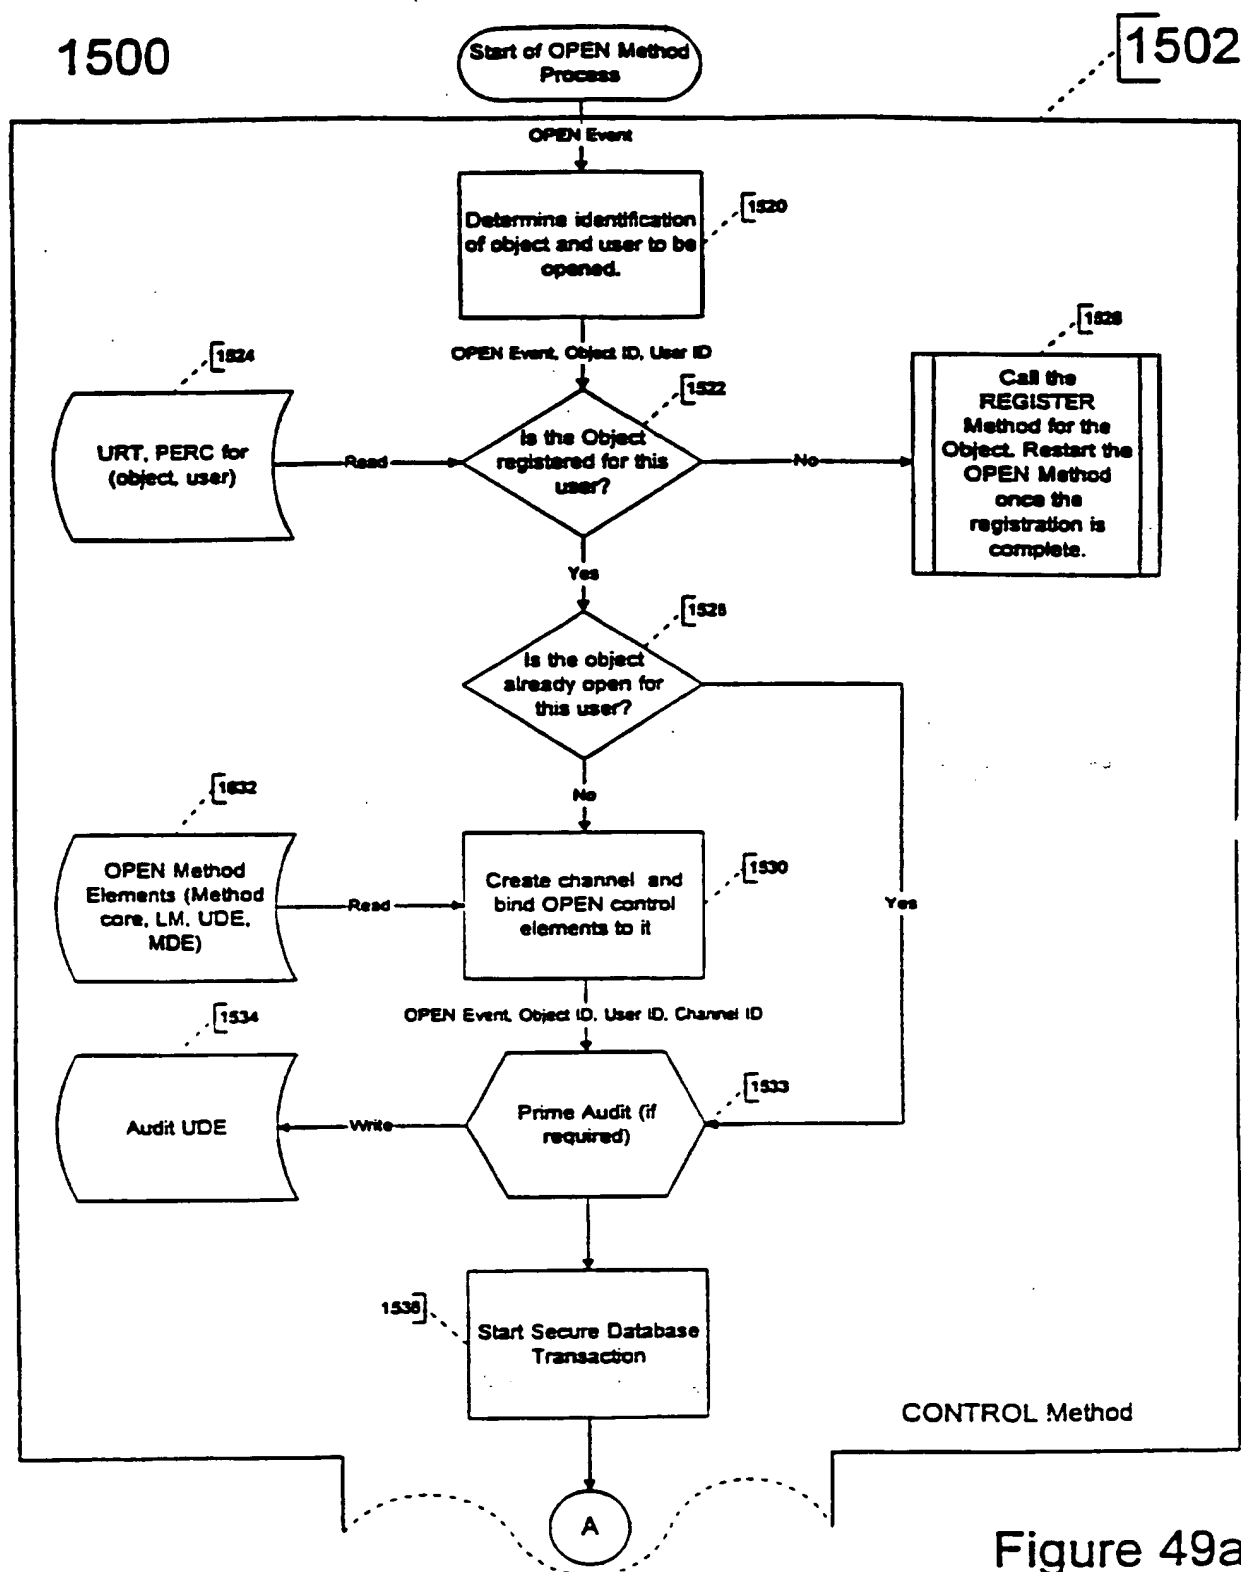 1500
1502
Start of OPEN Method
Process
OPEN Event
1520
Determine identification
of object and user to be
opened.
OPEN Event, Object ID, User ID
1524
1522
1526
URT, PERC for
(object, user)
Read
Is the Object
registered for this
user?
No
Call the
REGISTER
Method for the
Object. Restart the
OPEN Method
once the
registration is
complete.
Yes
1528
Is the object
already open for
this user?
No
Yes
1532
OPEN Method
Elements (Method
core, LM, UDE,
MDE)
Read
1530
Create channel and
bind OPEN control
elements to it
OPEN Event, Object ID, User ID, Channel ID
1534
1533
Audit UDE
Write
Prime Audit (if
required)
1536
Start Secure Database
Transaction
CONTROL Method
A
Figure 49a